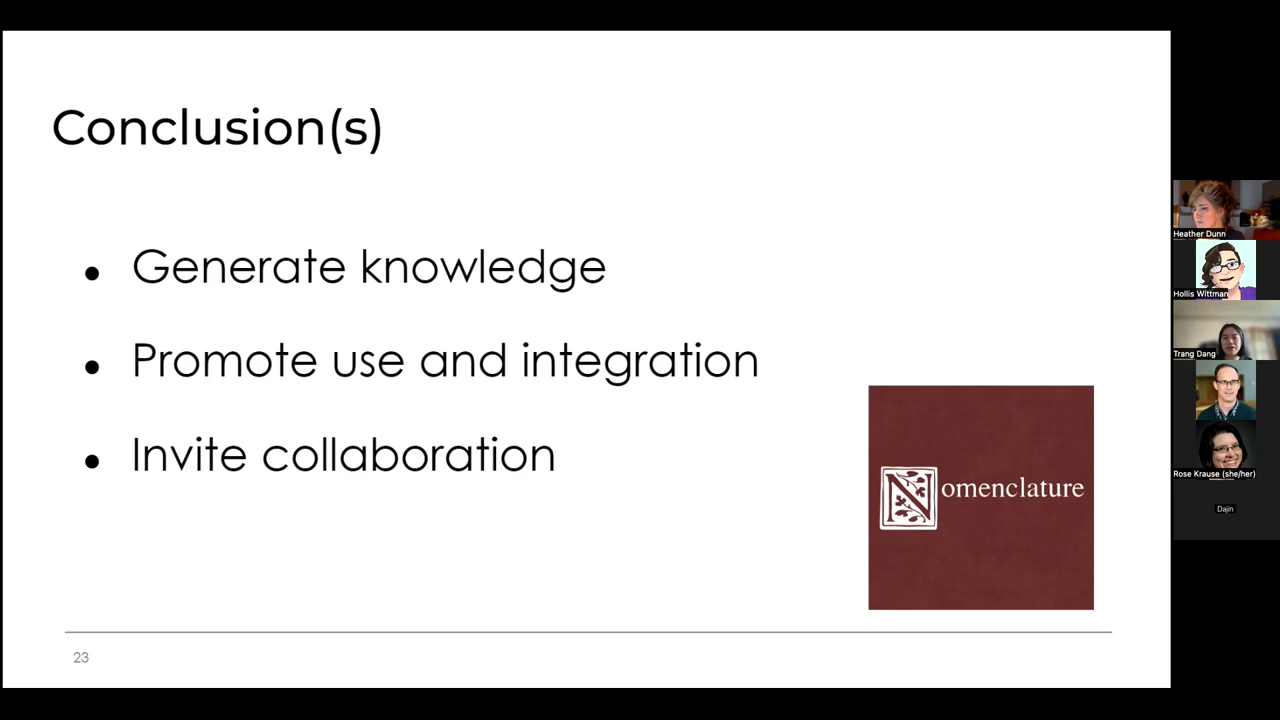 Conclusion(s)
● Generate knowledge
● Promote use and integration
● Invite collaboration
Nomenclature
23
Heather Dunn
Hollis Wittman
Trang Dang
Rose Krause (she/her)
Dajin